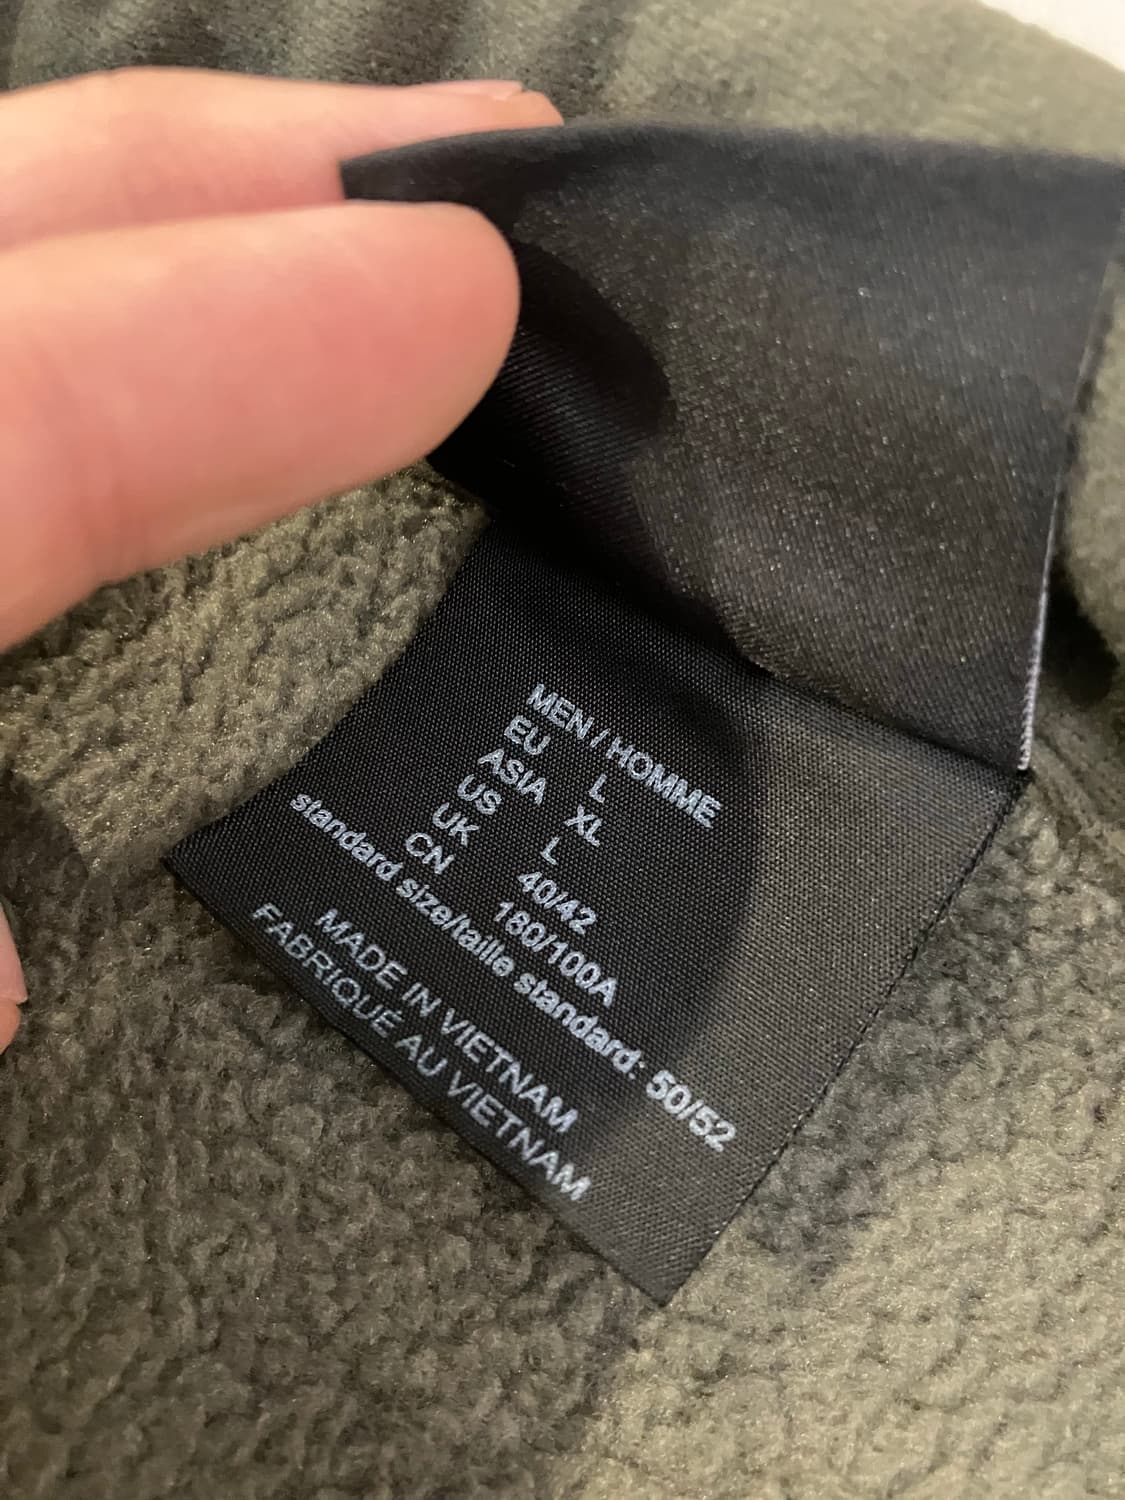 MEN / HOMME
EU L
ASIA XL
US L
UK 40/42
CN 180/100A
standard size/taille standard: 50/52
MADE IN VIETNAM
FABRIQUÉ AU VIETNAM